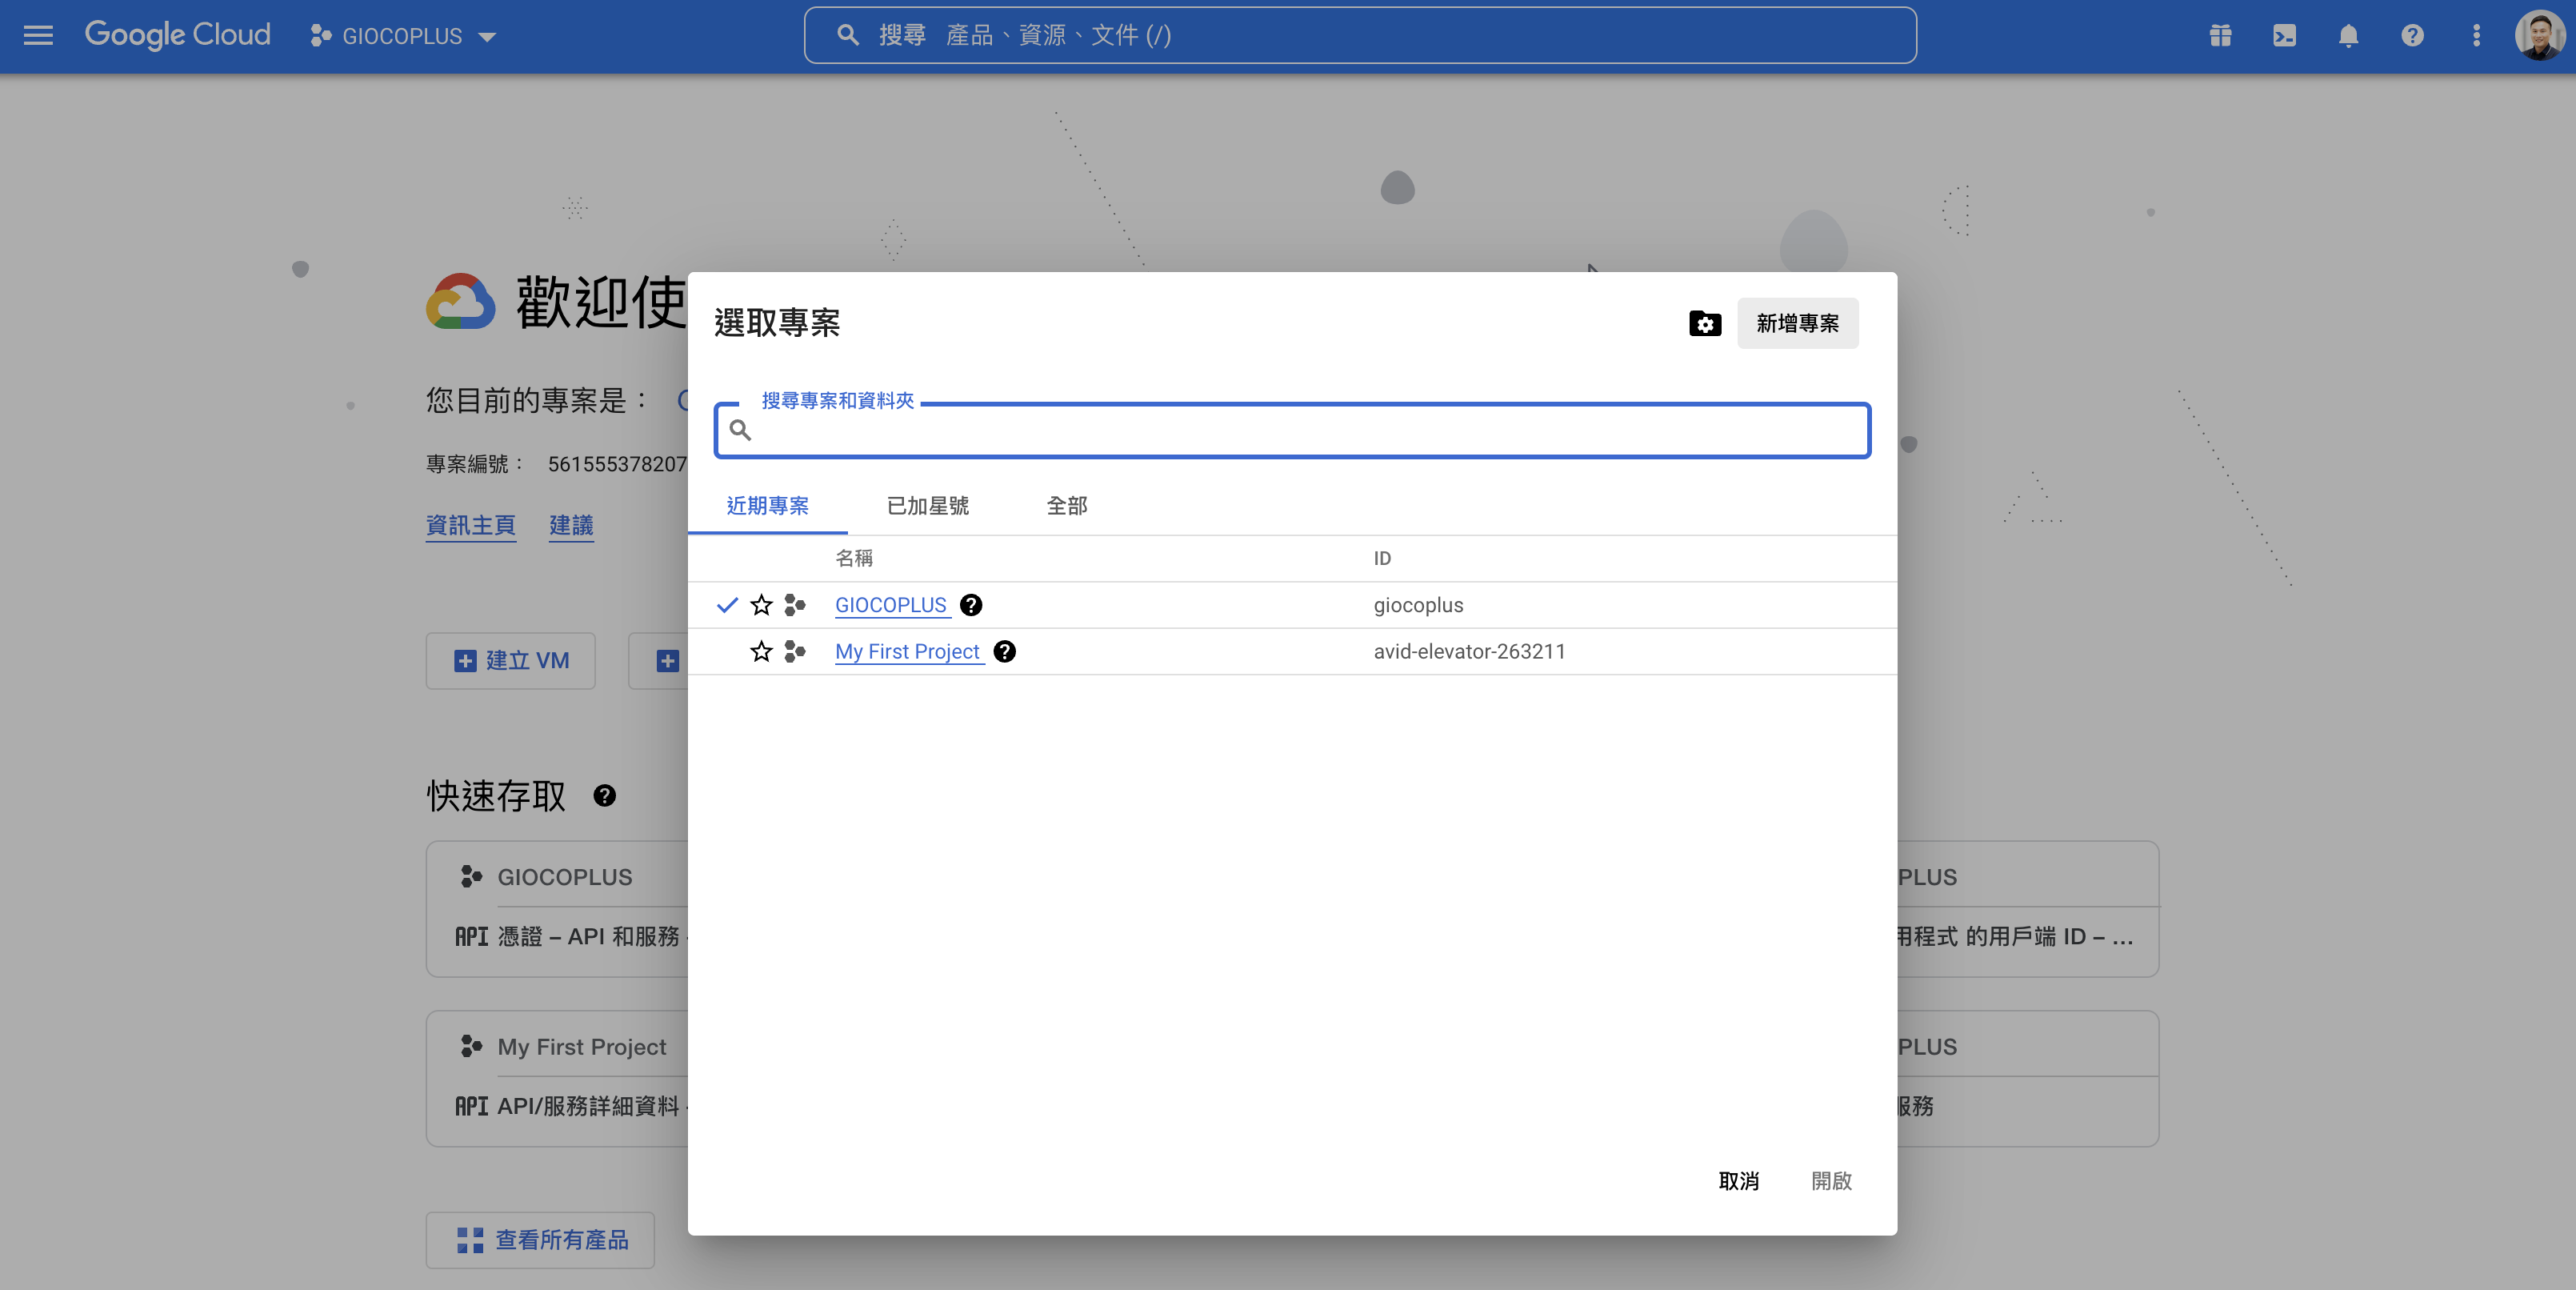 Google Cloud
GIOCOPLUS
搜尋 產品、資源、文件 (/)
歡迎使
您目前的專案是：
專案編號： 561555378207
資訊主頁 建議
建立 VM
快速存取
GIOCOPLUS
憑證 – API 和服務
My First Project
API/服務詳細資料
查看所有產品
選取專案
新增專案
搜尋專案和資料夾
近期專案 已加星號 全部
名稱 ID
GIOCOPLUS giocoplus
My First Project avid-elevator-263211
取消 開啟
PLUS
用程式 的用戶端 ID – ...
PLUS
服務